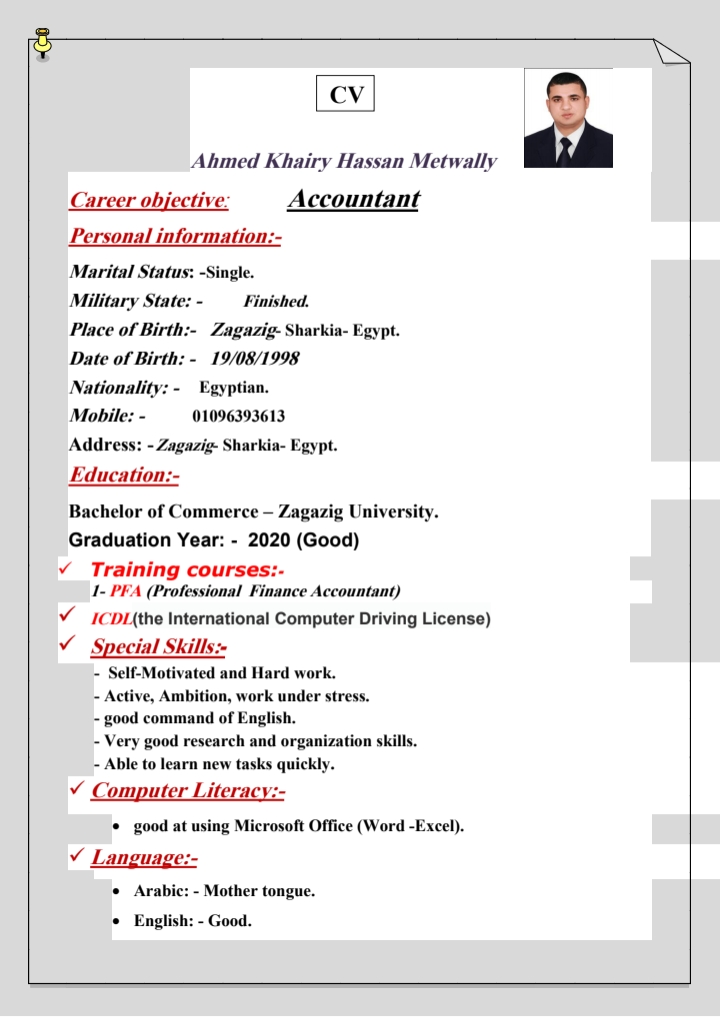 CV
Ahmed Khairy Hassan Metwally
Career objective: Accountant
Personal information:-
Marital Status: -Single.
Military State: - Finished.
Place of Birth:- Zagazig- Sharkia- Egypt.
Date of Birth: - 19/08/1998
Nationality: - Egyptian.
Mobile: - 01096393613
Address: -Zagazig- Sharkia- Egypt.
Education:-
Bachelor of Commerce – Zagazig University.
Graduation Year: - 2020 (Good)
✓ Training courses:-
1- PFA (Professional Finance Accountant)
✓ ICDL(the International Computer Driving License)
✓ Special Skills:-
- Self-Motivated and Hard work.
- Active, Ambition, work under stress.
- good command of English.
- Very good research and organization skills.
- Able to learn new tasks quickly.
✓ Computer Literacy:-
• good at using Microsoft Office (Word -Excel).
✓ Language:-
• Arabic: - Mother tongue.
• English: - Good.